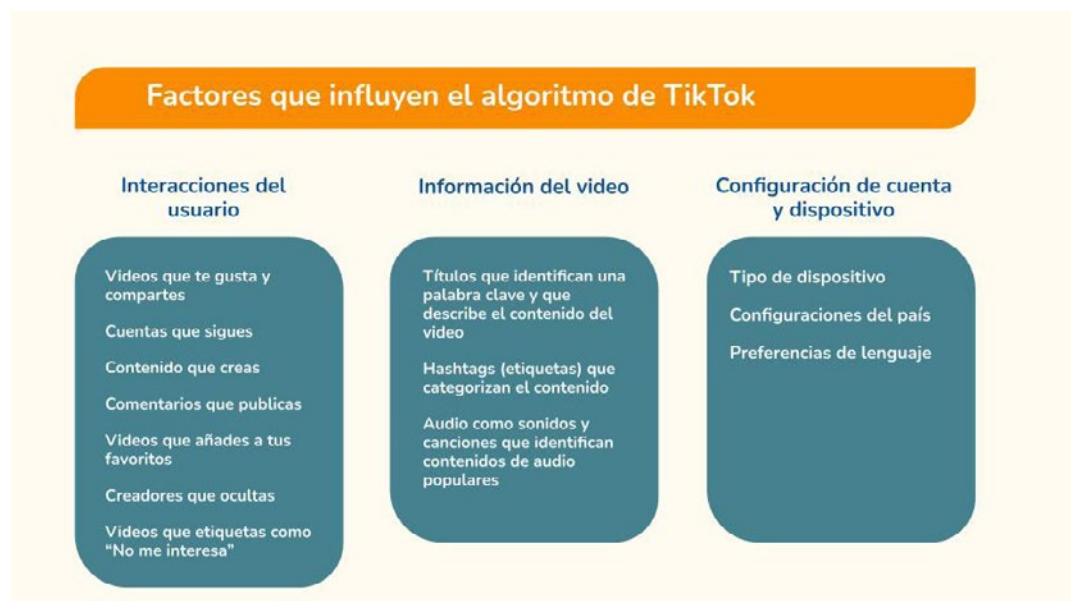 Factores que influyen el algoritmo de TikTok
Interacciones del
usuario
Videos que te gusta y
compartes
Cuentas que sigues
Contenido que creas
Comentarios que publicas
Videos que añades a tus
favoritos
Creadores que ocultas
Videos que etiquetas como
“No me interesa”
Información del video
Títulos que identifican una
palabra clave y que
describe el contenido del
video
Hashtags (etiquetas) que
categorizan el contenido
Audio como sonidos y
canciones que identifican
contenidos de audio
populares
Configuración de cuenta
y dispositivo
Tipo de dispositivo
Configuraciones del país
Preferencias de lenguaje